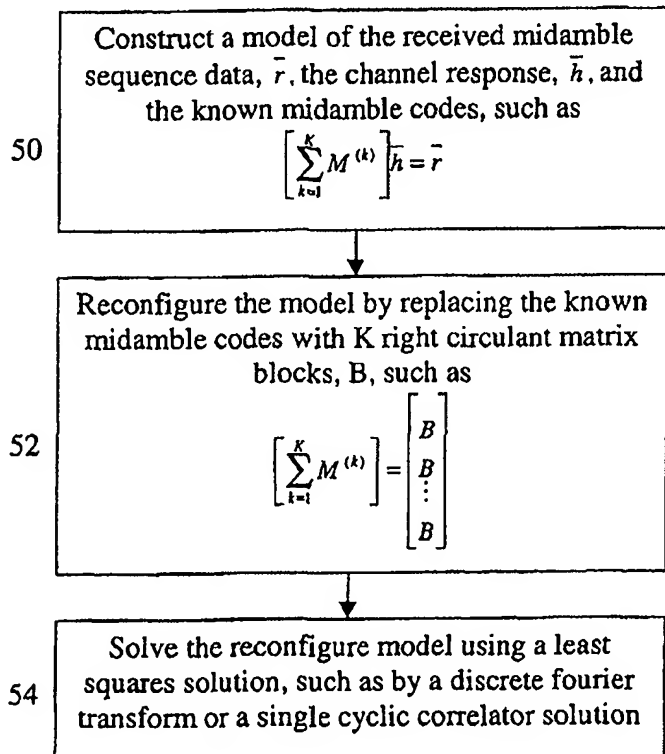 Construct a model of the received midamble
sequence data, r̄, the channel response, h̄, and
the known midamble codes, such as
50
[∑_{k=1}^{K} M^{(k)}] h̄ = r̄
Reconfigure the model by replacing the known
midamble codes with K right circulant matrix
blocks, B, such as
52
[∑_{k=1}^{K} M^{(k)}] = [B B ⋮ B]
Solve the reconfigure model using a least
squares solution, such as by a discrete fourier
54
transform or a single cyclic correlator solution